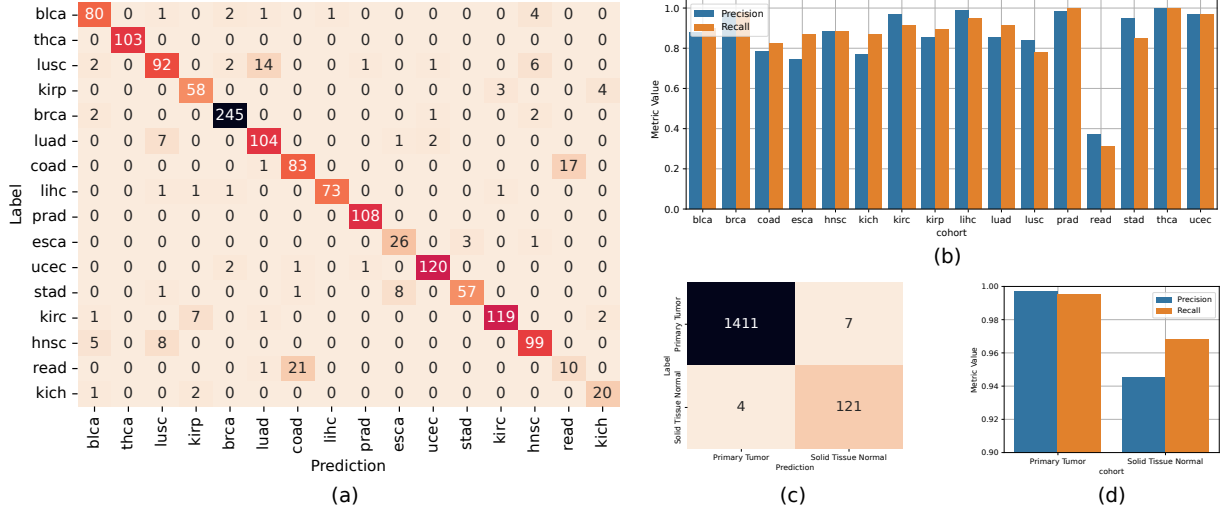 blca 80 0 1 0 2 1 0 1 0 0 0 0 0 4 0 0
thca 0 103 0 0 0 0 0 0 0 0 0 0 0 0 0 0
lusc 2 0 92 0 2 14 0 0 1 0 1 0 0 6 0 0
kirp 0 0 0 58 0 0 0 0 0 0 0 0 3 0 0 4
brca 2 0 0 0 245 0 0 0 0 0 1 0 0 2 0 0
luad 0 0 7 0 0 104 0 0 0 1 2 0 0 0 0 0
coad 0 0 0 0 0 1 83 0 0 0 0 0 0 0 17 0
lihc 0 0 1 1 1 0 0 73 0 0 0 0 1 0 0 0
prad 0 0 0 0 0 0 0 0 108 0 0 0 0 0 0 0
esca 0 0 0 0 0 0 0 0 0 26 0 3 0 1 0 0
ucec 0 0 0 0 2 0 1 0 1 0 120 0 0 0 0 0
stad 0 0 1 0 0 0 1 0 0 8 0 57 0 0 0 0
kirc 1 0 0 7 0 1 0 0 0 0 0 0 119 0 0 2
hnsc 5 0 8 0 0 0 0 0 0 0 0 0 0 99 0 0
read 0 0 0 0 0 1 21 0 0 0 0 0 0 0 10 0
kich 1 0 0 2 0 0 0 0 0 0 0 0 0 0 0 20
Label
blca thca lusc kirp brca luad coad lihc prad esca ucec stad kirc hnsc read kich
Prediction
(a)
1.0
0.8
0.6
0.4
0.2
0.0
Metric Value
Precision
Recall
blca brca coad esca hnsc kich kirc kirp lihc luad lusc prad read stad thca ucec
cohort
(b)
Label
Primary Tumor
1411 7
Solid Tissue Normal
4 121
Primary Tumor Solid Tissue Normal
Prediction
(c)
1.00
0.98
0.96
0.94
0.92
0.90
Metric Value
Precision
Recall
Primary Tumor Solid Tissue Normal
cohort
(d)